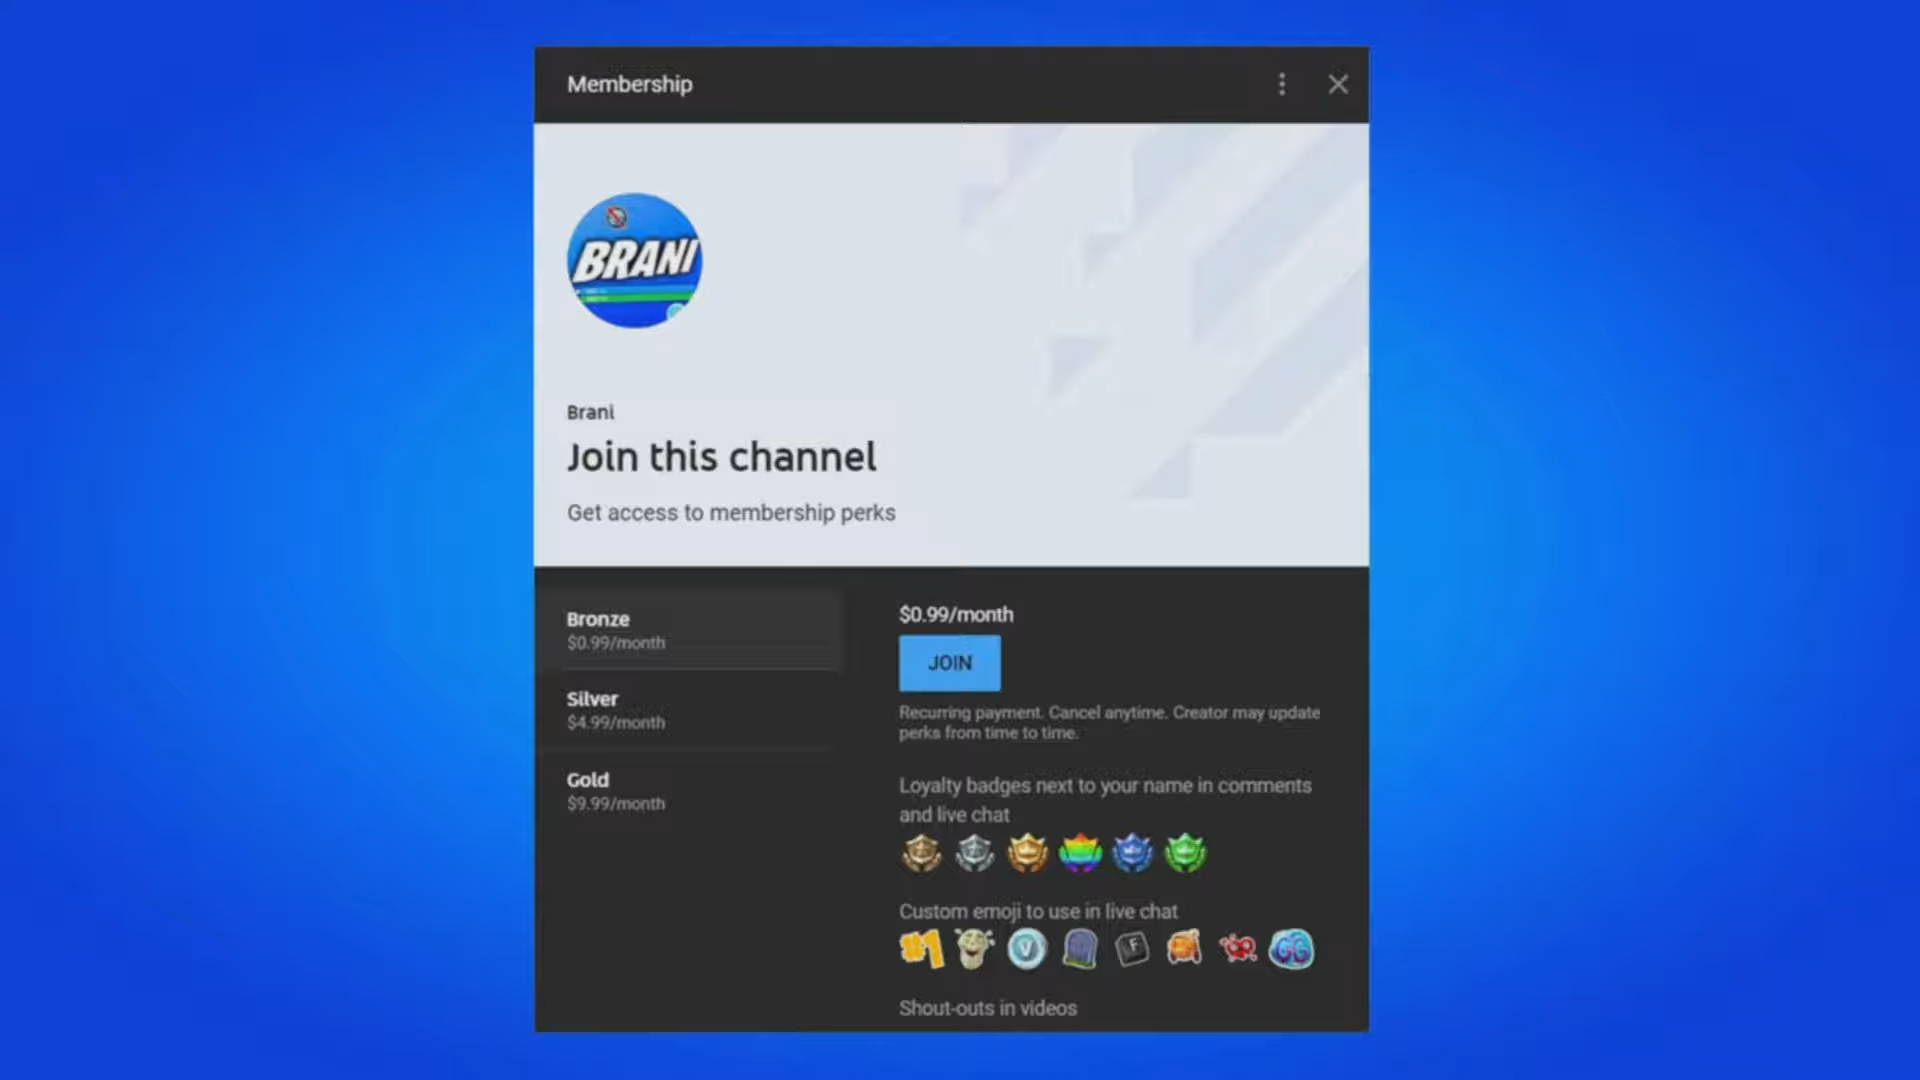 Membership
BRANI
Brani
Join this channel
Get access to membership perks
Bronze
$0.99/month
Silver
$4.99/month
Gold
$9.99/month
$0.99/month
JOIN
Recurring payment. Cancel anytime. Creator may update
perks from time to time.
Loyalty badges next to your name in comments
and live chat
Custom emoji to use in live chat
#1 V F GG
Shout-outs in videos